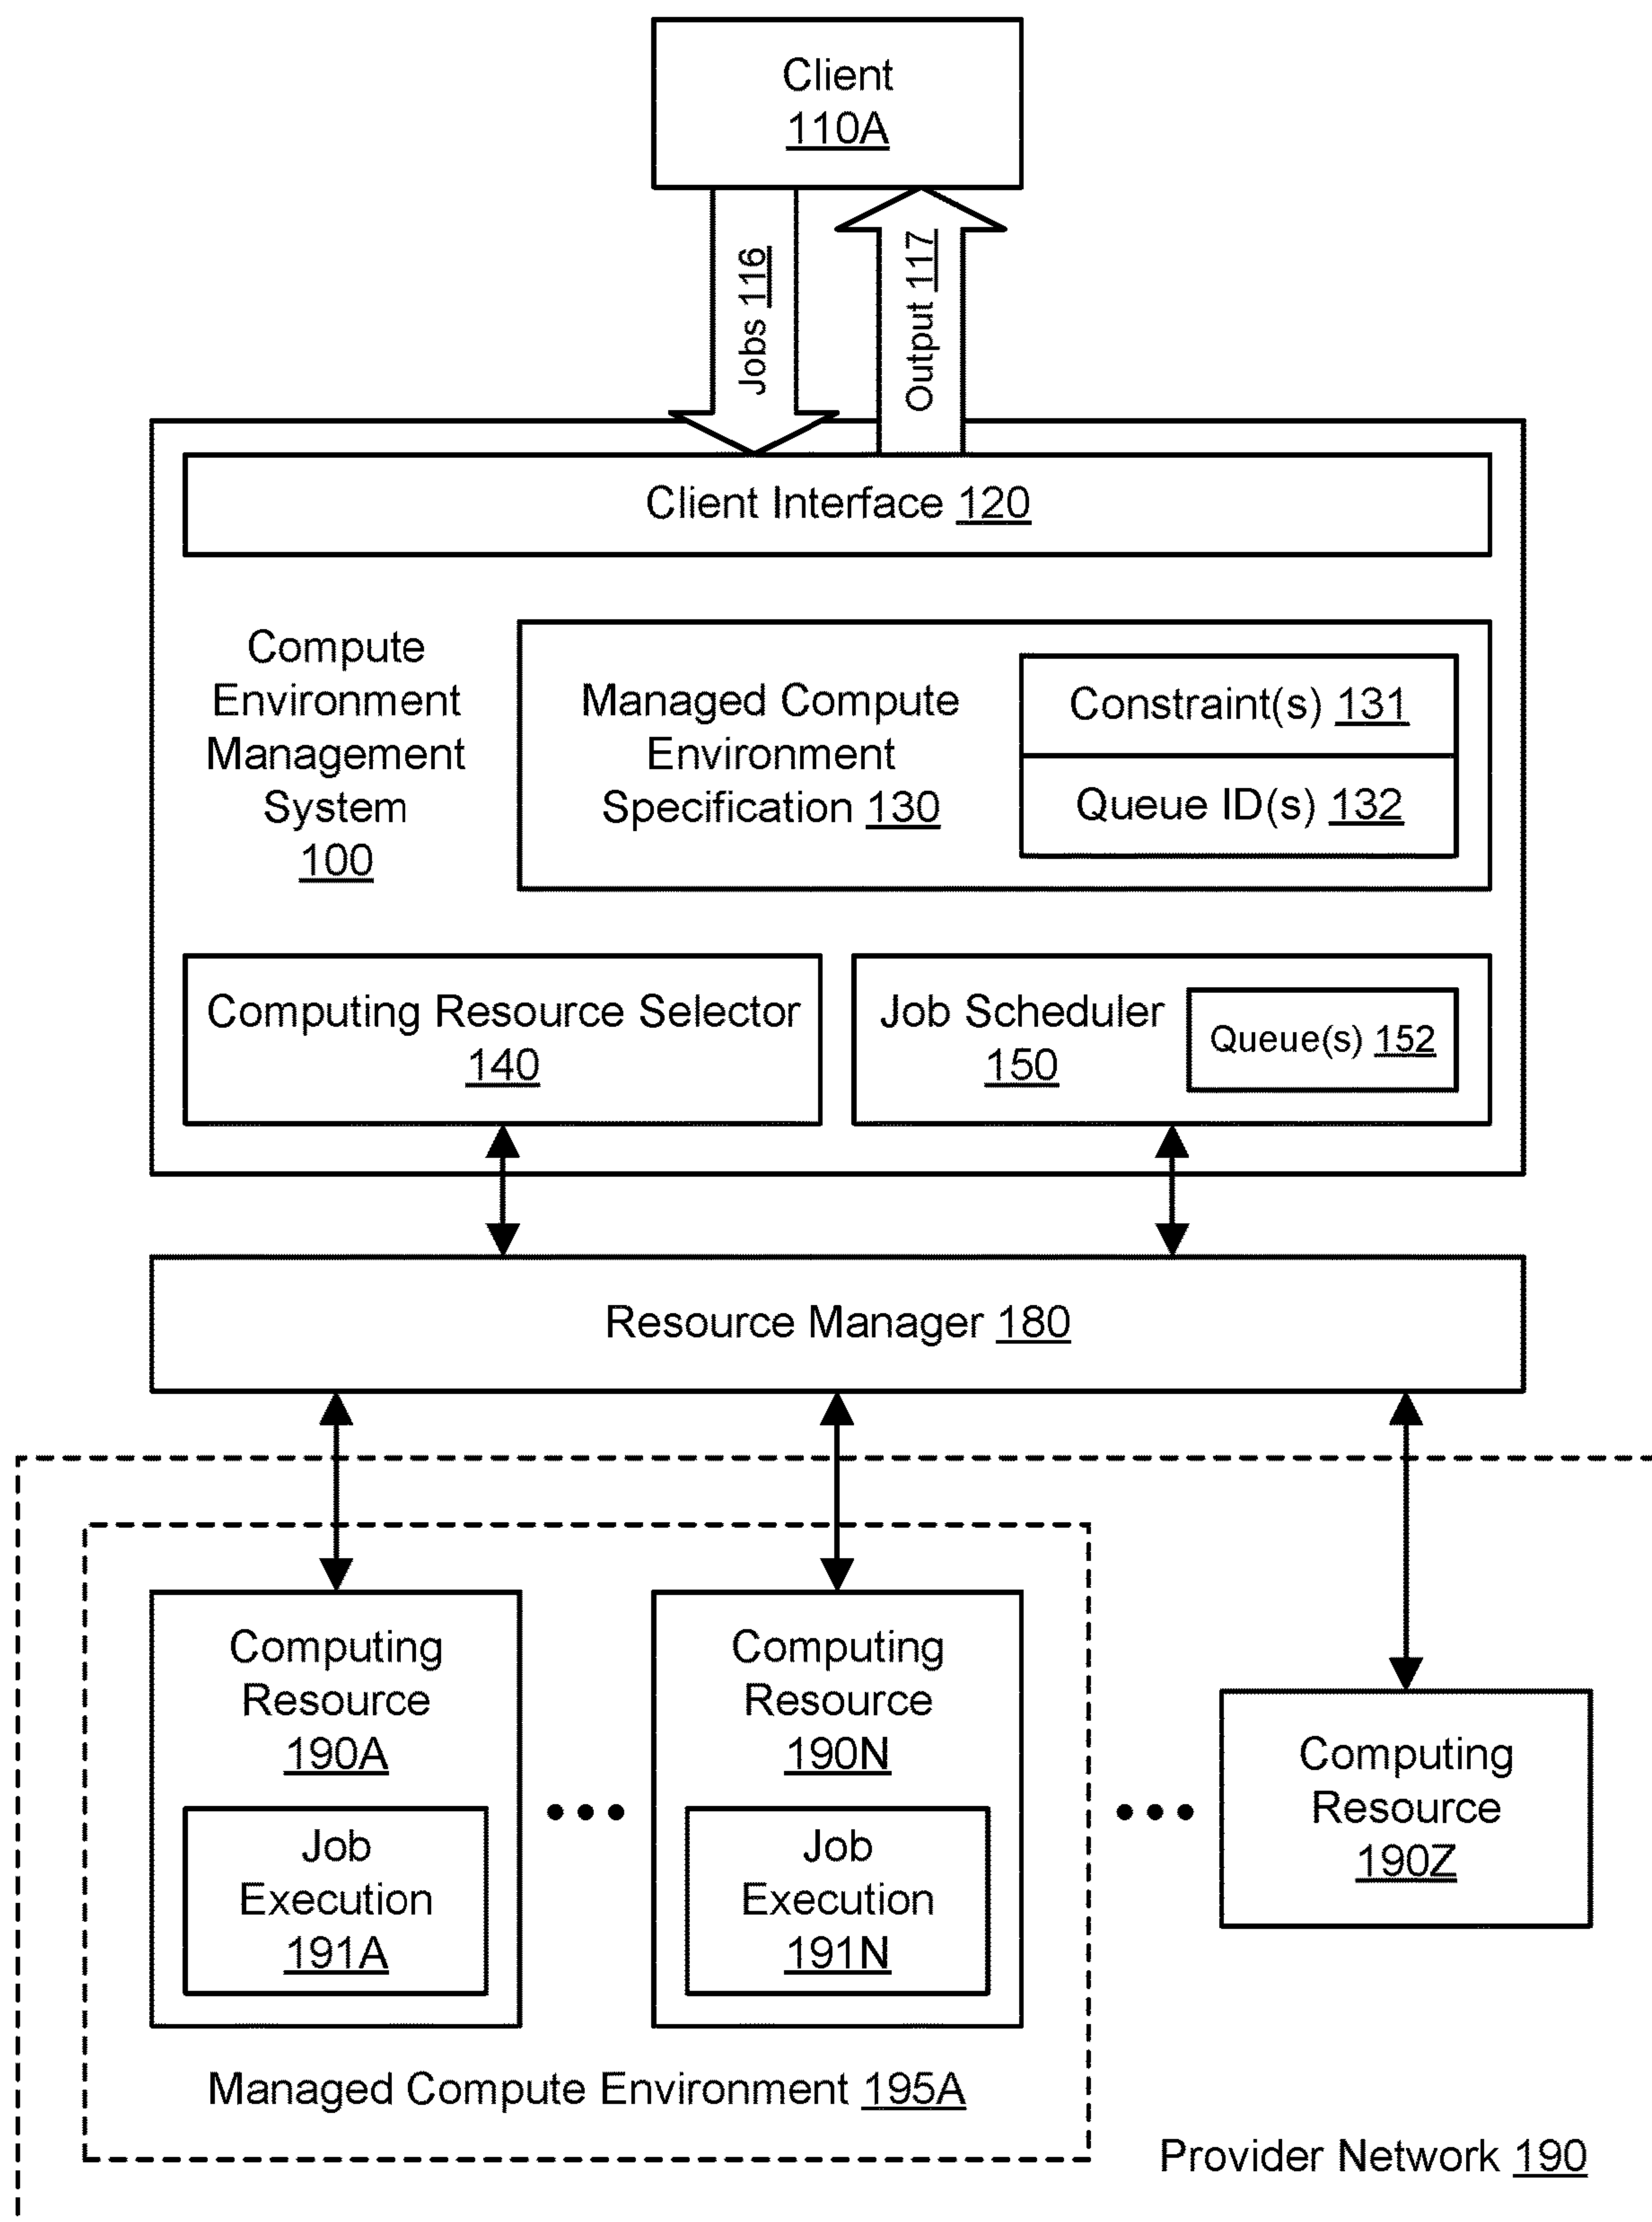 Client
110A
Jobs 116
Output 117
Client Interface 120
Compute
Environment
Management
System
100
Managed Compute
Environment
Specification 130
Constraint(s) 131
Queue ID(s) 132
Computing Resource Selector
140
Job Scheduler
150
Queue(s) 152
Resource Manager 180
Computing
Resource
190A
Job
Execution
191A
Computing
Resource
190N
Job
Execution
191N
Computing
Resource
190Z
Managed Compute Environment 195A
Provider Network 190